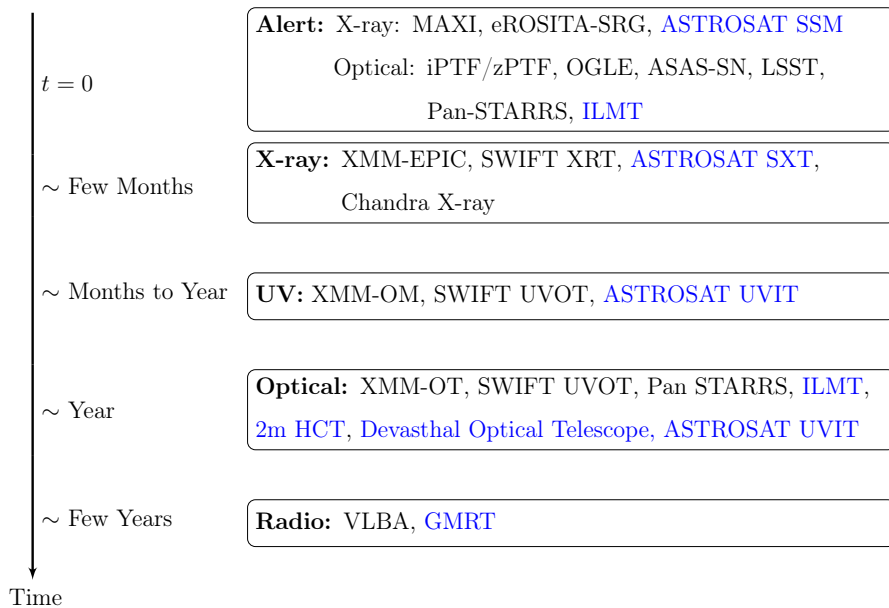 Alert: X-ray: MAXI, eROSITA-SRG, ASTROSAT SSM
Optical: iPTF/zPTF, OGLE, ASAS-SN, LSST,
t = 0
Pan-STARRS, ILMT
X-ray: XMM-EPIC, SWIFT XRT, ASTROSAT SXT,
∼ Few Months
Chandra X-ray
∼ Months to Year
UV: XMM-OM, SWIFT UVOT, ASTROSAT UVIT
Optical: XMM-OT, SWIFT UVOT, Pan STARRS, ILMT,
∼ Year
2m HCT, Devasthal Optical Telescope, ASTROSAT UVIT
∼ Few Years
Radio: VLBA, GMRT
Time